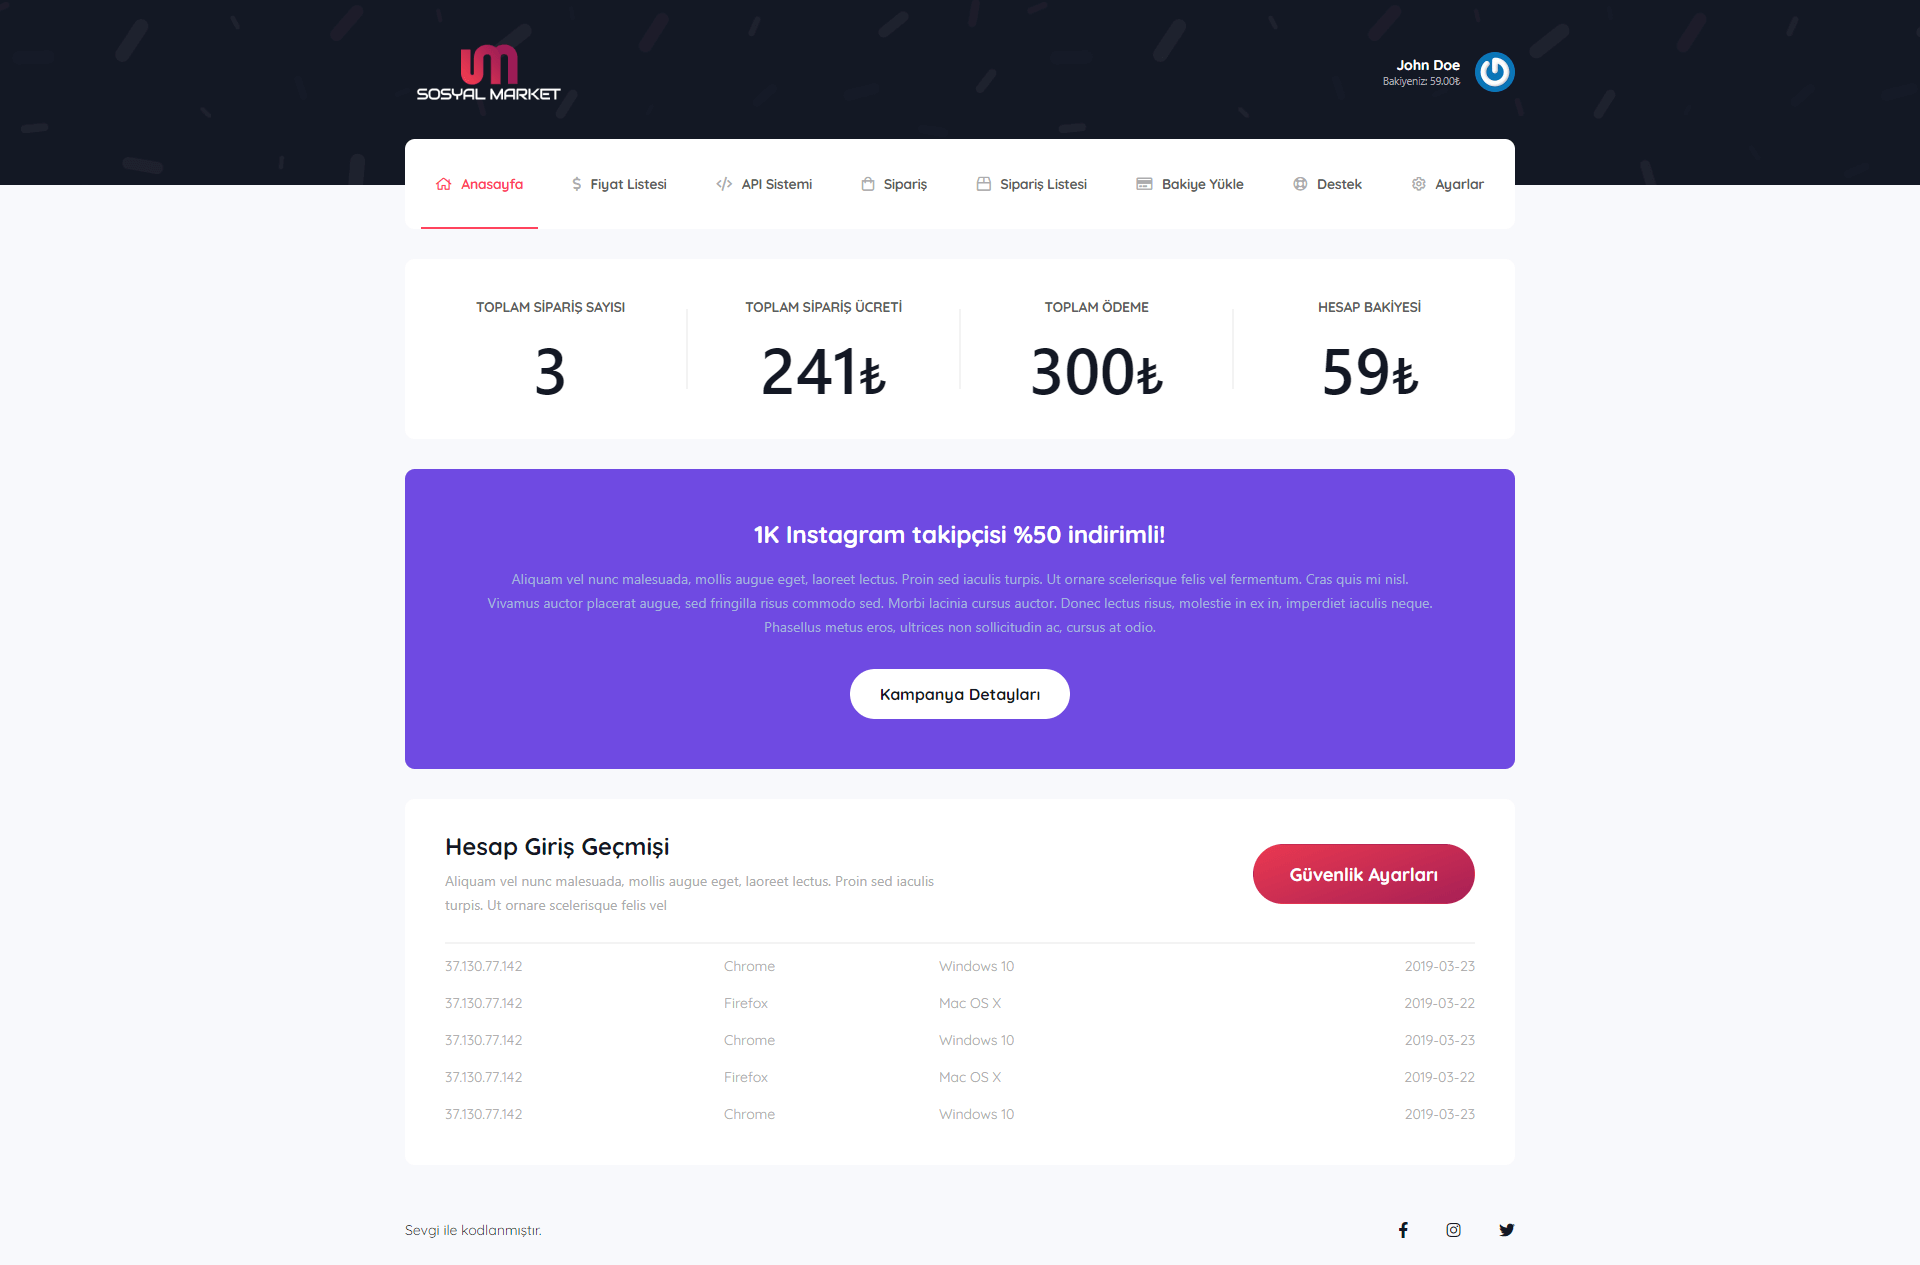 SOSYAL MARKET
John Doe
Bakiyeniz: 59.00₺
Anasayfa
Fiyat Listesi
API Sistemi
Sipariş
Sipariş Listesi
Bakiye Yükle
Destek
Ayarlar
TOPLAM SİPARİŞ SAYISI
3
TOPLAM SİPARİŞ ÜCRETİ
241₺
TOPLAM ÖDEME
300₺
HESAP BAKİYESİ
59₺
1K Instagram takipçisi %50 indirimli!
Aliquam vel nunc malesuada, mollis augue eget, laoreet lectus. Proin sed iaculis turpis. Ut ornare scelerisque felis vel fermentum. Cras quis mi nisl.
Vivamus auctor placerat augue, sed fringilla risus commodo sed. Morbi lacinia cursus auctor. Donec lectus risus, molestie in ex in, imperdiet iaculis neque.
Phasellus metus eros, ultrices non sollicitudin ac, cursus at odio.
Kampanya Detayları
Hesap Giriş Geçmişi
Aliquam vel nunc malesuada, mollis augue eget, laoreet lectus. Proin sed iaculis
turpis. Ut ornare scelerisque felis vel
Güvenlik Ayarları
37.130.77.142 Chrome Windows 10 2019-03-23
37.130.77.142 Firefox Mac OS X 2019-03-22
37.130.77.142 Chrome Windows 10 2019-03-23
37.130.77.142 Firefox Mac OS X 2019-03-22
37.130.77.142 Chrome Windows 10 2019-03-23
Sevgi ile kodlanmıştır.